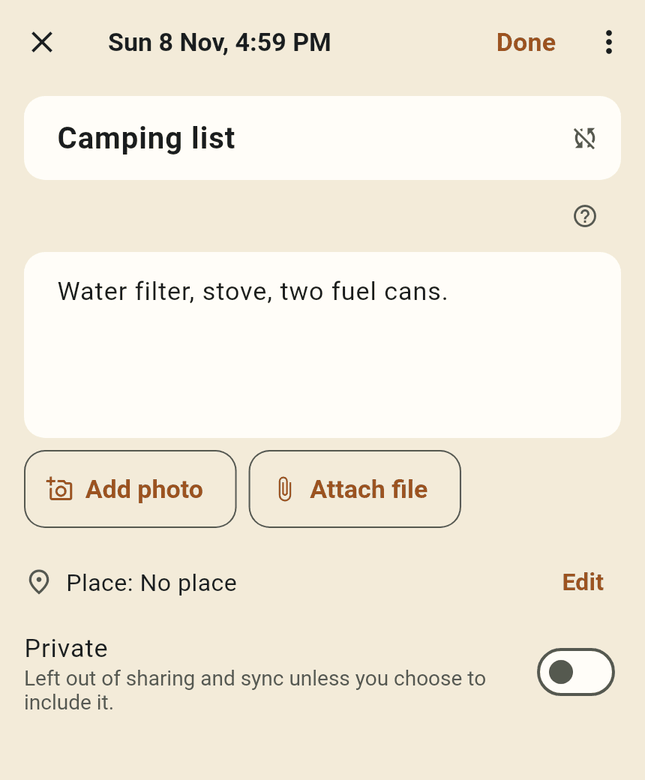 Sun 8 Nov, 4:59 PM
Done
Camping list
Water filter, stove, two fuel cans.
Add photo
Attach file
Place: No place
Edit
Private
Left out of sharing and sync unless you choose to
include it.